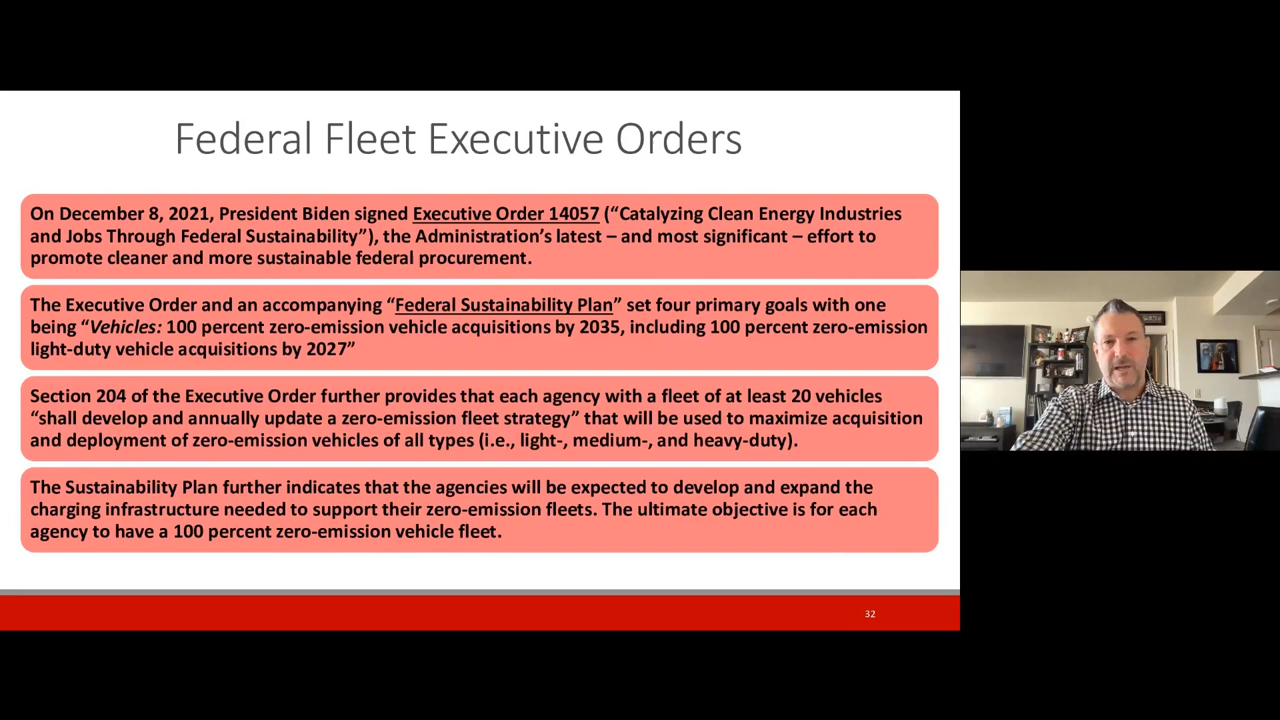 Federal Fleet Executive Orders
On December 8, 2021, President Biden signed Executive Order 14057 (“Catalyzing Clean Energy Industries
and Jobs Through Federal Sustainability”), the Administration’s latest – and most significant – effort to
promote cleaner and more sustainable federal procurement.
The Executive Order and an accompanying “Federal Sustainability Plan” set four primary goals with one
being “Vehicles: 100 percent zero-emission vehicle acquisitions by 2035, including 100 percent zero-emission
light-duty vehicle acquisitions by 2027”
Section 204 of the Executive Order further provides that each agency with a fleet of at least 20 vehicles
“shall develop and annually update a zero-emission fleet strategy” that will be used to maximize acquisition
and deployment of zero-emission vehicles of all types (i.e., light-, medium-, and heavy-duty).
The Sustainability Plan further indicates that the agencies will be expected to develop and expand the
charging infrastructure needed to support their zero-emission fleets. The ultimate objective is for each
agency to have a 100 percent zero-emission vehicle fleet.
32